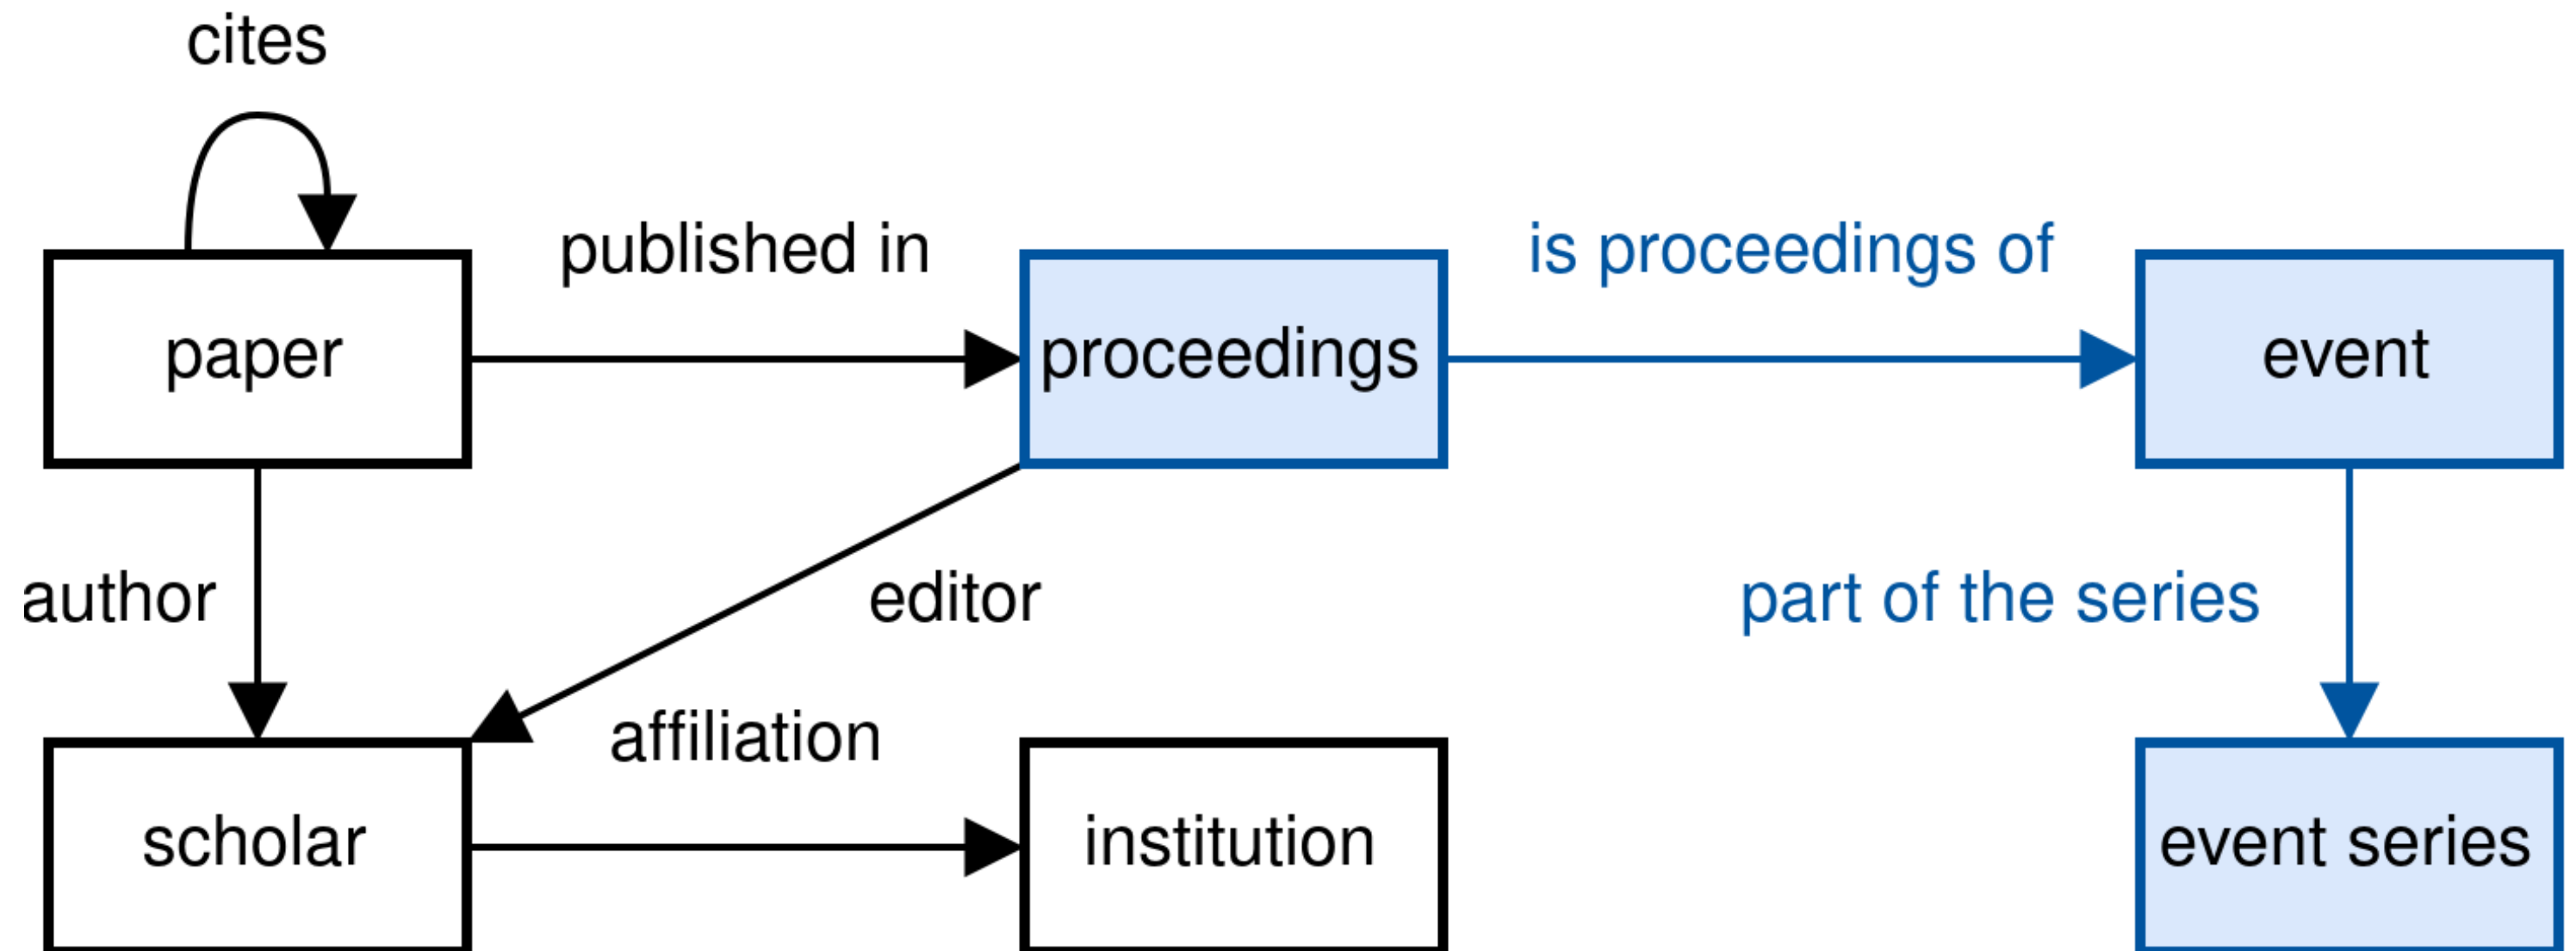 cites
published in
is proceedings of
paper
proceedings
event
author
editor
part of the series
affiliation
scholar
institution
event series